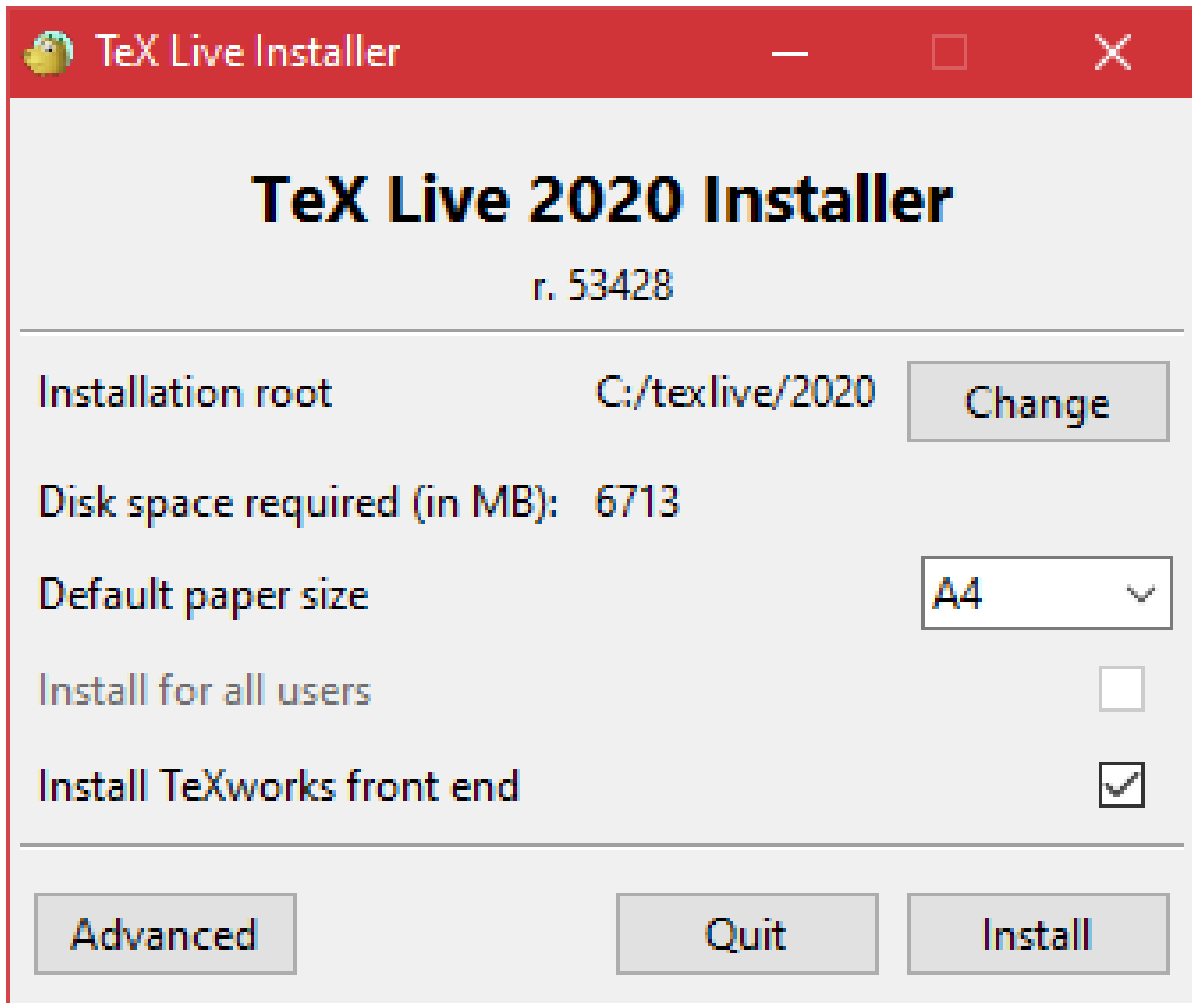 TeX Live Installer
TeX Live 2020 Installer
r. 53428
Installation root C:/texlive/2020 Change
Disk space required (in MB): 6713
Default paper size A4
Install for all users
Install TeXworks front end
Advanced Quit Install